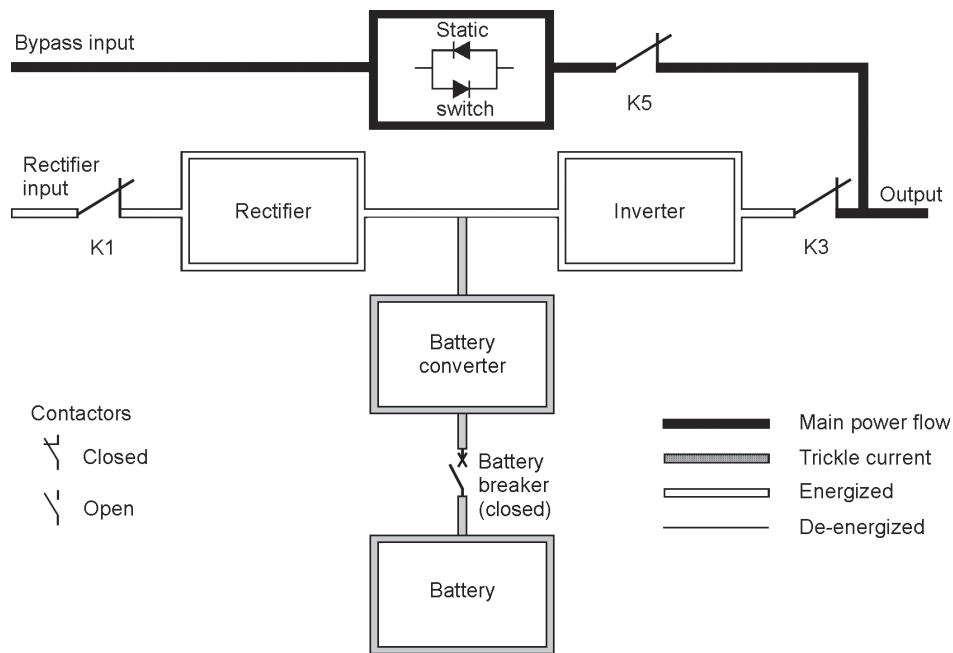 Bypass input
Static
switch
K5
Rectifier
input
K1
Rectifier
Inverter
K3
Output
Battery
converter
Battery
breaker
(closed)
Battery
Contactors
Closed
Open
Main power flow
Trickle current
Energized
De-energized